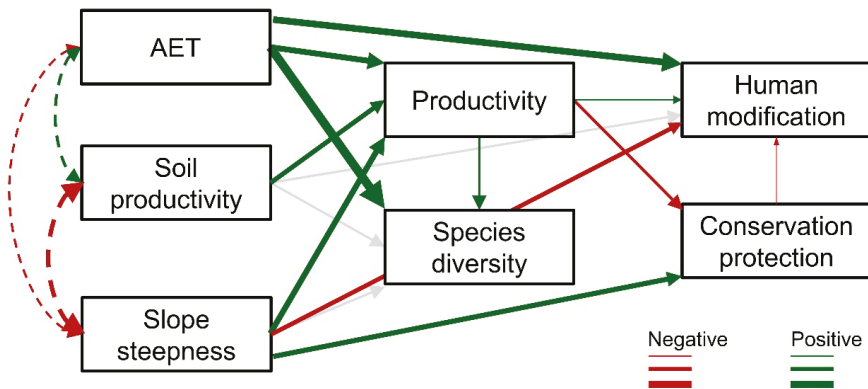 AET
Soil
productivity
Slope
steepness
Productivity
Species
diversity
Human
modification
Conservation
protection
Negative
Positive